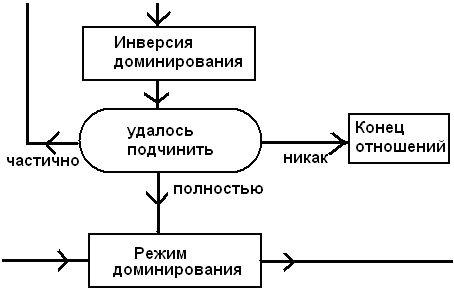 Инверсия
доминирования
удалось
подчинить
частично
никак
Конец
отношений
полностью
Режим
доминирования